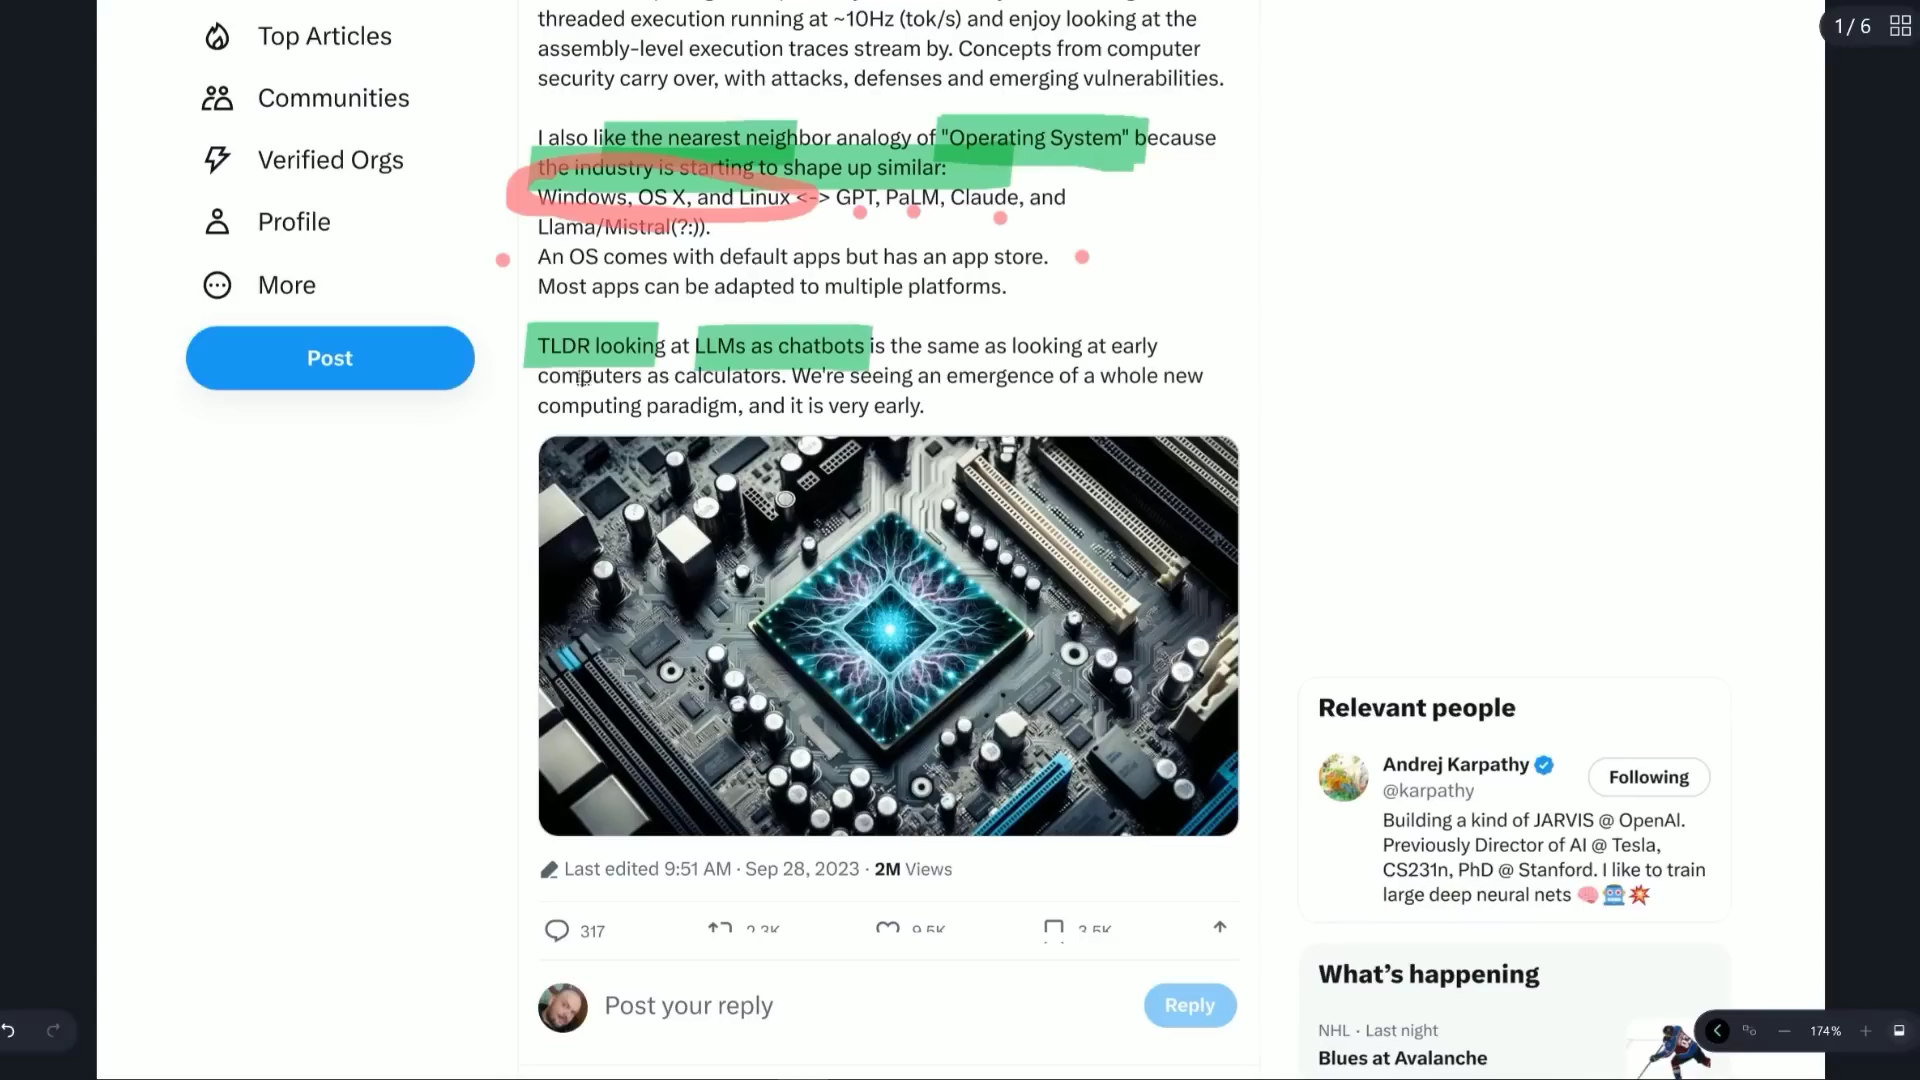 Top Articles
Communities
Verified Orgs
Profile
More
Post
threaded execution running at ~10Hz (tok/s) and enjoy looking at the
assembly-level execution traces stream by. Concepts from computer
security carry over, with attacks, defenses and emerging vulnerabilities.
I also like the nearest neighbor analogy of "Operating System" because
the industry is starting to shape up similar:
Windows, OS X, and Linux <-> GPT, PaLM, Claude, and
Llama/Mistral(?:)).
An OS comes with default apps but has an app store.
Most apps can be adapted to multiple platforms.
TLDR looking at LLMs as chatbots is the same as looking at early
computers as calculators. We're seeing an emergence of a whole new
computing paradigm, and it is very early.
Last edited 9:51 AM · Sep 28, 2023 · 2M Views
317 2.3K 9.5K 3.5K
Post your reply
Reply
Relevant people
Andrej Karpathy
@karpathy
Following
Building a kind of JARVIS @ OpenAI.
Previously Director of AI @ Tesla,
CS231n, PhD @ Stanford. I like to train
large deep neural nets 🧠🤖💥
What's happening
NHL · Last night
Blues at Avalanche
1 / 6
174%